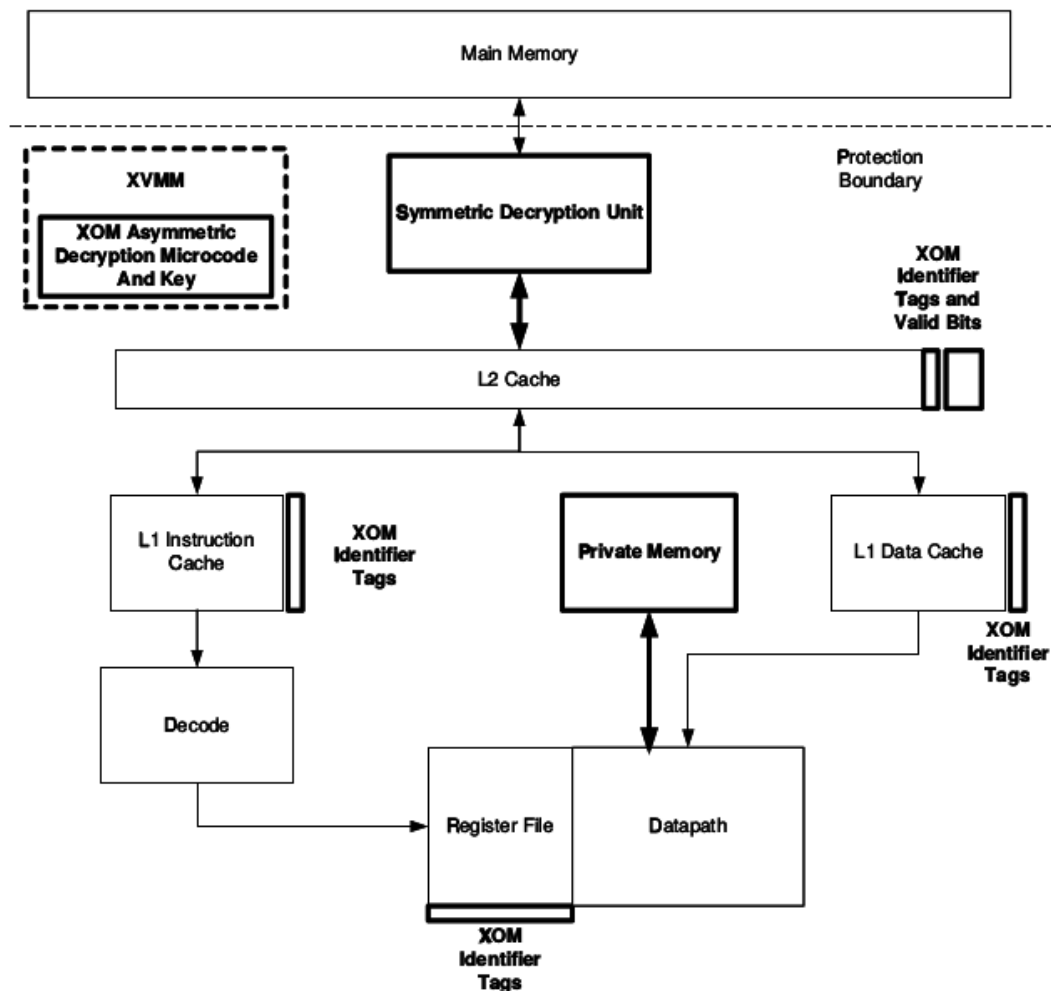 Main Memory
XVMM
XOM Asymmetric
Decryption Microcode
And Key
Symmetric Decryption Unit
Protection
Boundary
XOM
Identifier
Tags and
Valid Bits
L2 Cache
L1 Instruction
Cache
XOM
Identifier
Tags
Private Memory
L1 Data Cache
XOM
Identifier
Tags
Decode
Register File
Datapath
XOM
Identifier
Tags